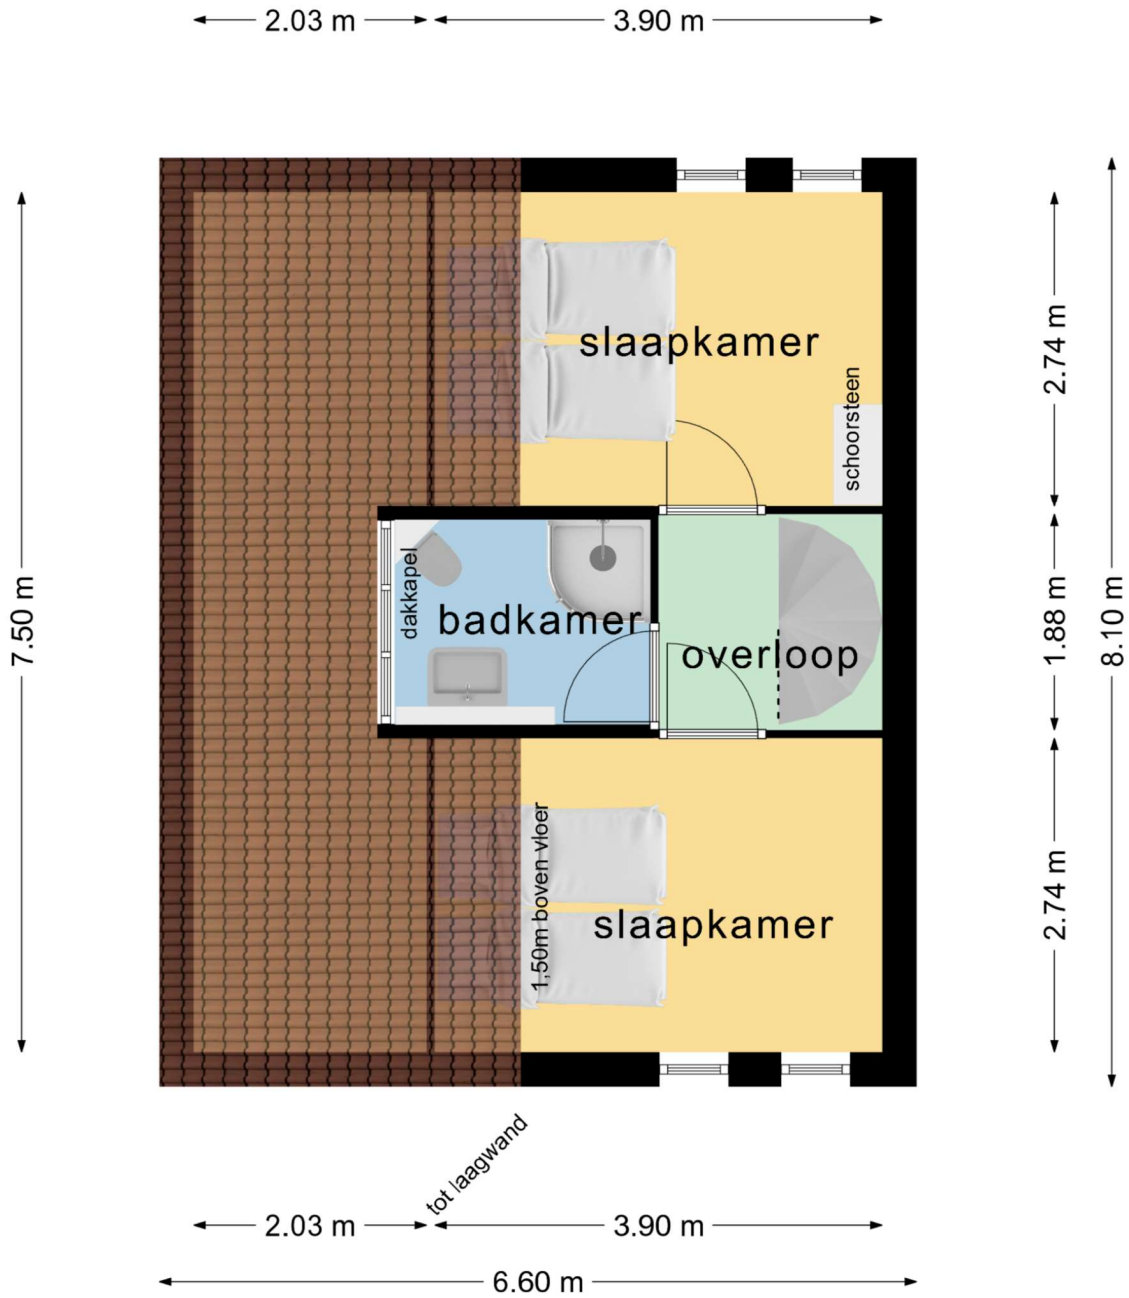 2.03 m
3.90 m
slaapkamer
schoorsteen
2.74 m
dakkapel
badkamer
overloop
1.88 m
7.50 m
8.10 m
1,50m boven vloer
slaapkamer
2.74 m
tot laagwand
2.03 m
3.90 m
6.60 m